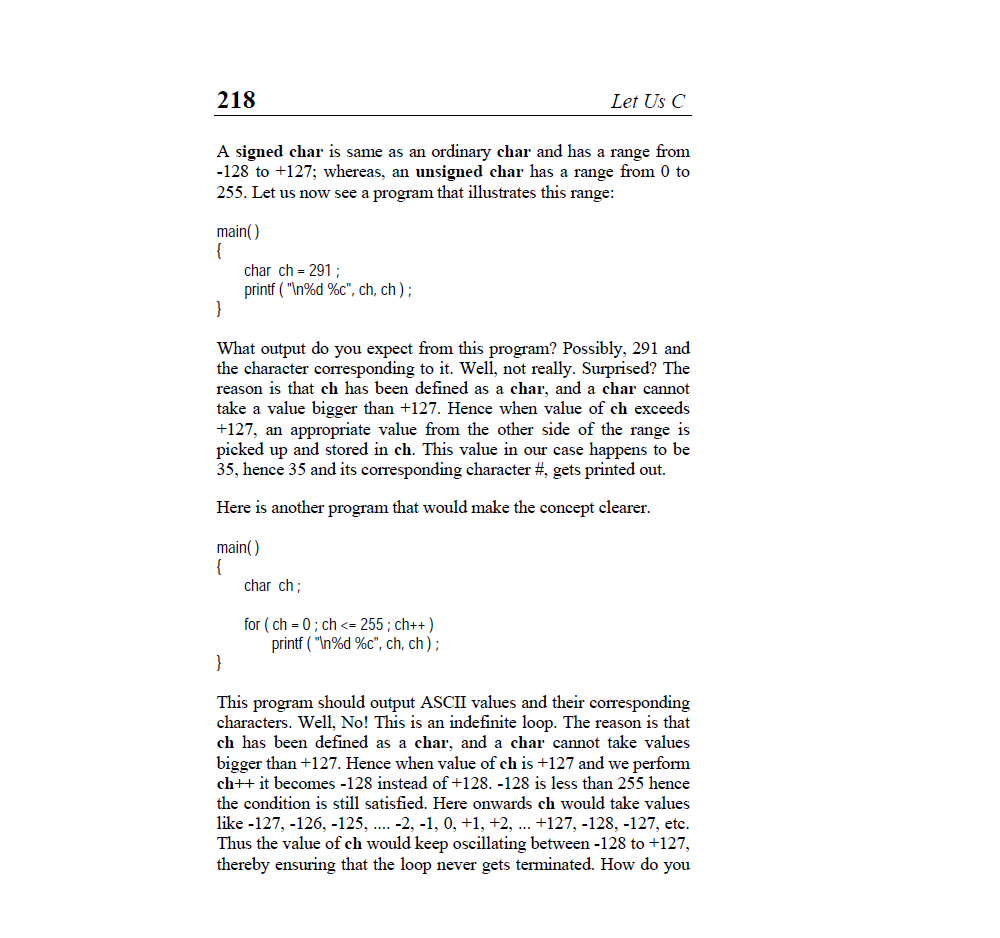 218 Let Us C
A signed char is same as an ordinary char and has a range from
-128 to +127; whereas, an unsigned char has a range from 0 to
255. Let us now see a program that illustrates this range:
main( )
{
char ch = 291 ;
printf ( "\n%d %c", ch, ch ) ;
}
What output do you expect from this program? Possibly, 291 and
the character corresponding to it. Well, not really. Surprised? The
reason is that ch has been defined as a char, and a char cannot
take a value bigger than +127. Hence when value of ch exceeds
+127, an appropriate value from the other side of the range is
picked up and stored in ch. This value in our case happens to be
35, hence 35 and its corresponding character #, gets printed out.
Here is another program that would make the concept clearer.
main( )
{
char ch ;
for ( ch = 0 ; ch <= 255 ; ch++ )
printf ( "\n%d %c", ch, ch ) ;
}
This program should output ASCII values and their corresponding
characters. Well, No! This is an indefinite loop. The reason is that
ch has been defined as a char, and a char cannot take values
bigger than +127. Hence when value of ch is +127 and we perform
ch++ it becomes -128 instead of +128. -128 is less than 255 hence
the condition is still satisfied. Here onwards ch would take values
like -127, -126, -125, .... -2, -1, 0, +1, +2, ... +127, -128, -127, etc.
Thus the value of ch would keep oscillating between -128 to +127,
thereby ensuring that the loop never gets terminated. How do you